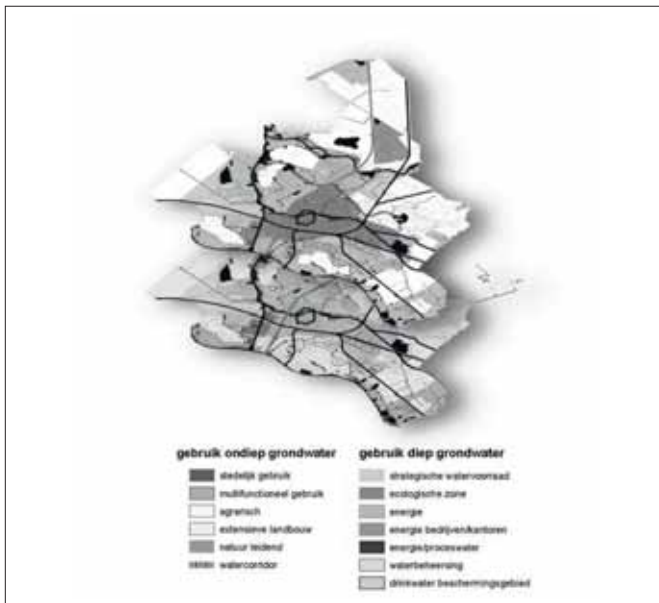 gebruik ondiep grondwater
stedelijk gebruik
multifunctioneel gebruik
agrarisch
extensieve landbouw
natuur leidend
watercorridor
gebruik diep grondwater
strategische watervoorraad
ecologische zone
energie
energie bedrijven/kantoren
energie/proceswater
waterbeheersing
drinkwater beschermingsgebied